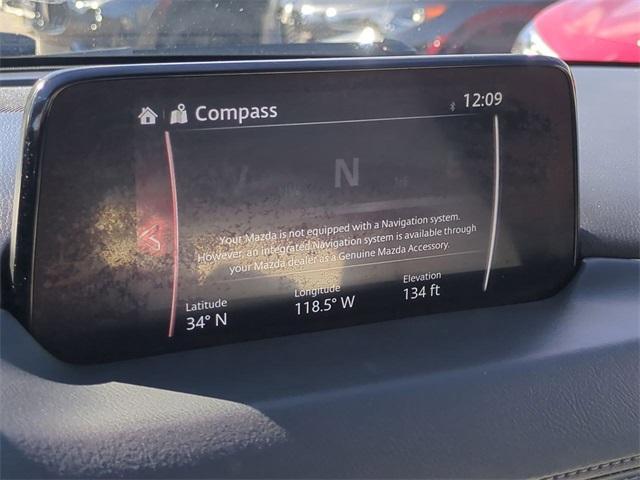 Compass 12:09
N
Your Mazda is not equipped with a Navigation system.
However, an integrated Navigation system is available through
your Mazda dealer as a Genuine Mazda Accessory.
Latitude Longitude Elevation
34° N 118.5° W 134 ft